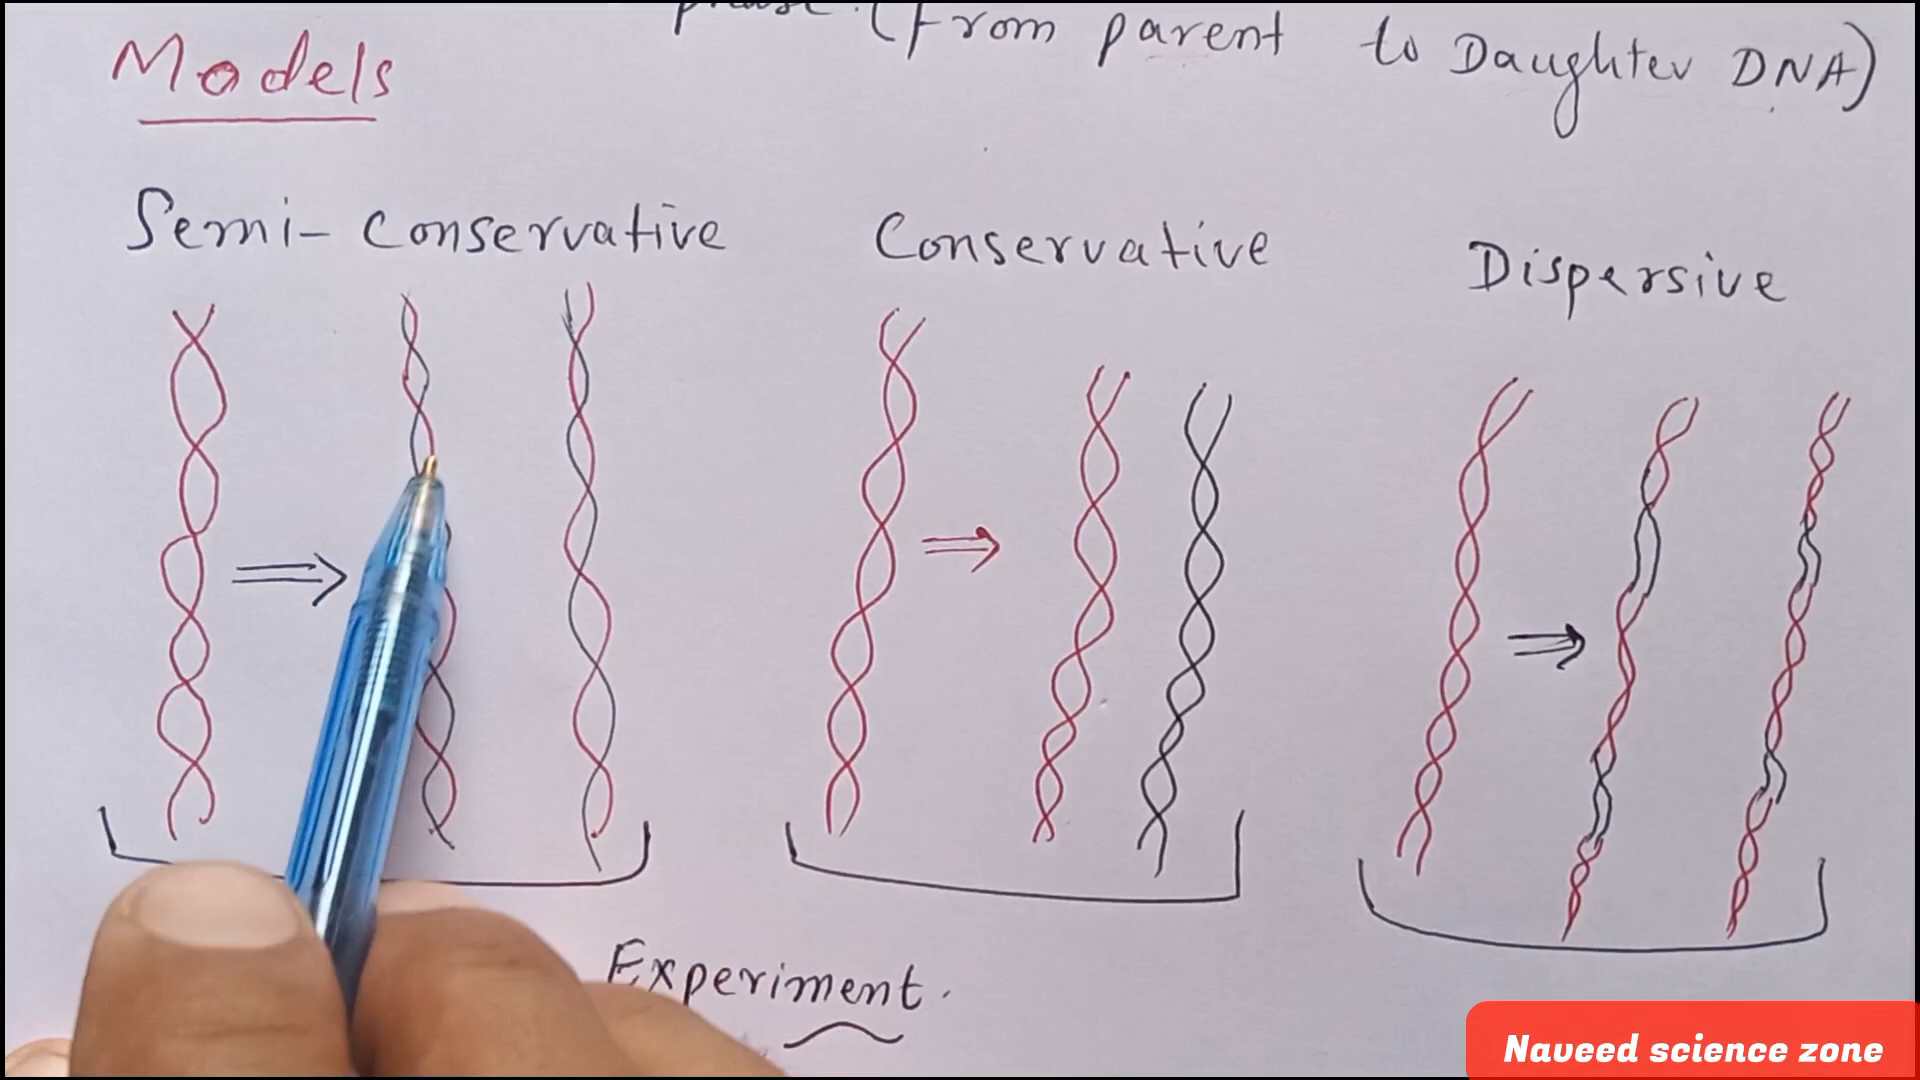 (from parent to Daughter DNA)
Models
Semi-Conservative
Conservative
Dispersive
Experiment.
Naveed science zone